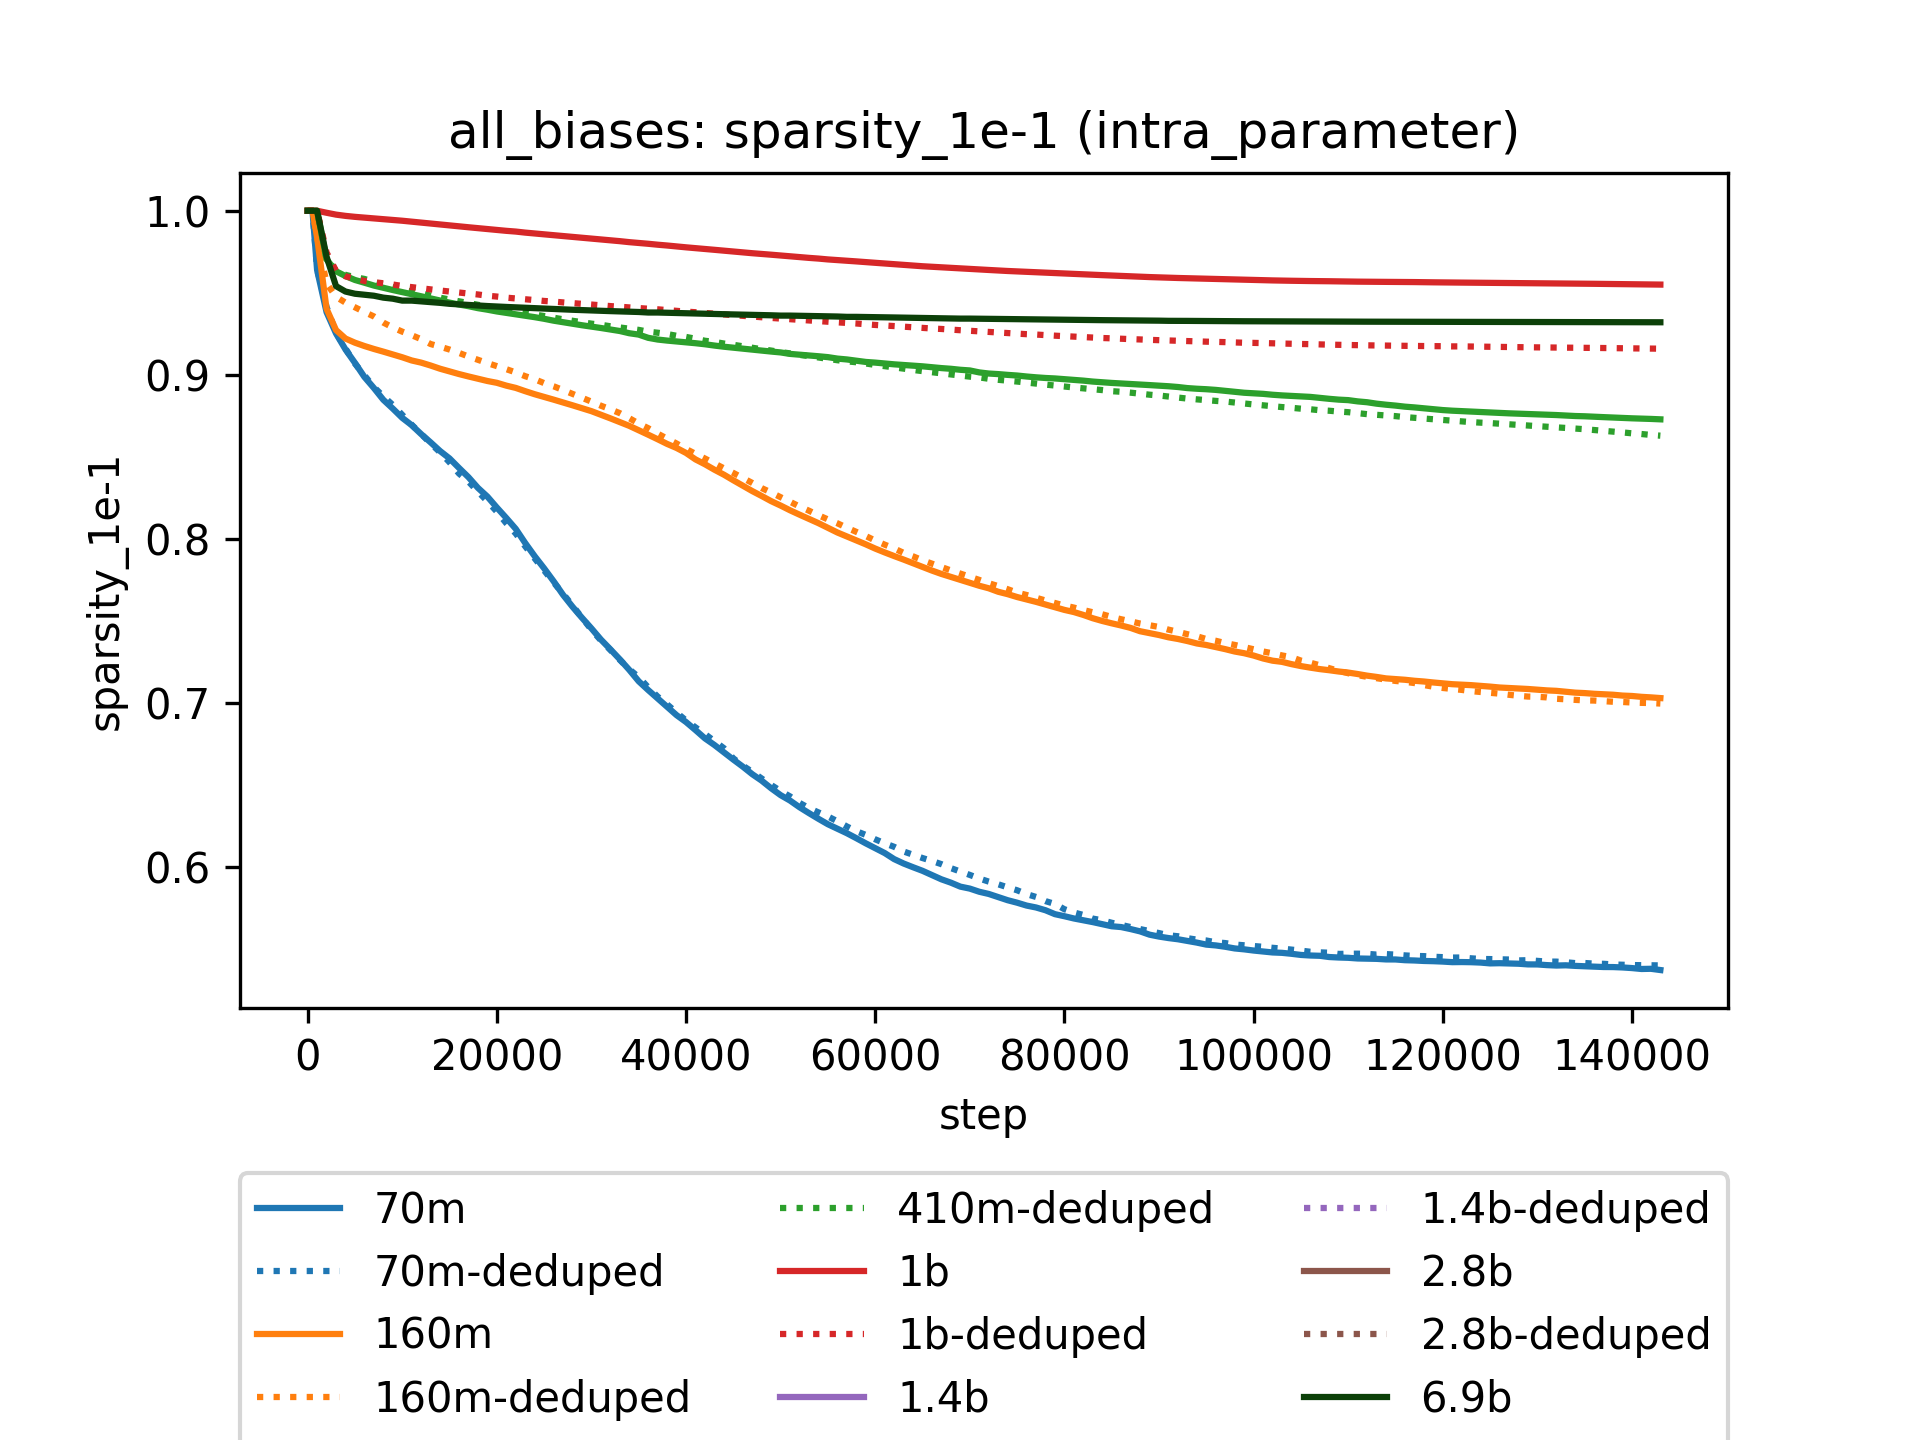 all_biases: sparsity_1e-1 (intra_parameter)
sparsity_1e-1
1.0
0.9
0.8
0.7
0.6
0 20000 40000 60000 80000 100000 120000 140000
step
70m
70m-deduped
160m
160m-deduped
410m-deduped
1b
1b-deduped
1.4b
1.4b-deduped
2.8b
2.8b-deduped
6.9b